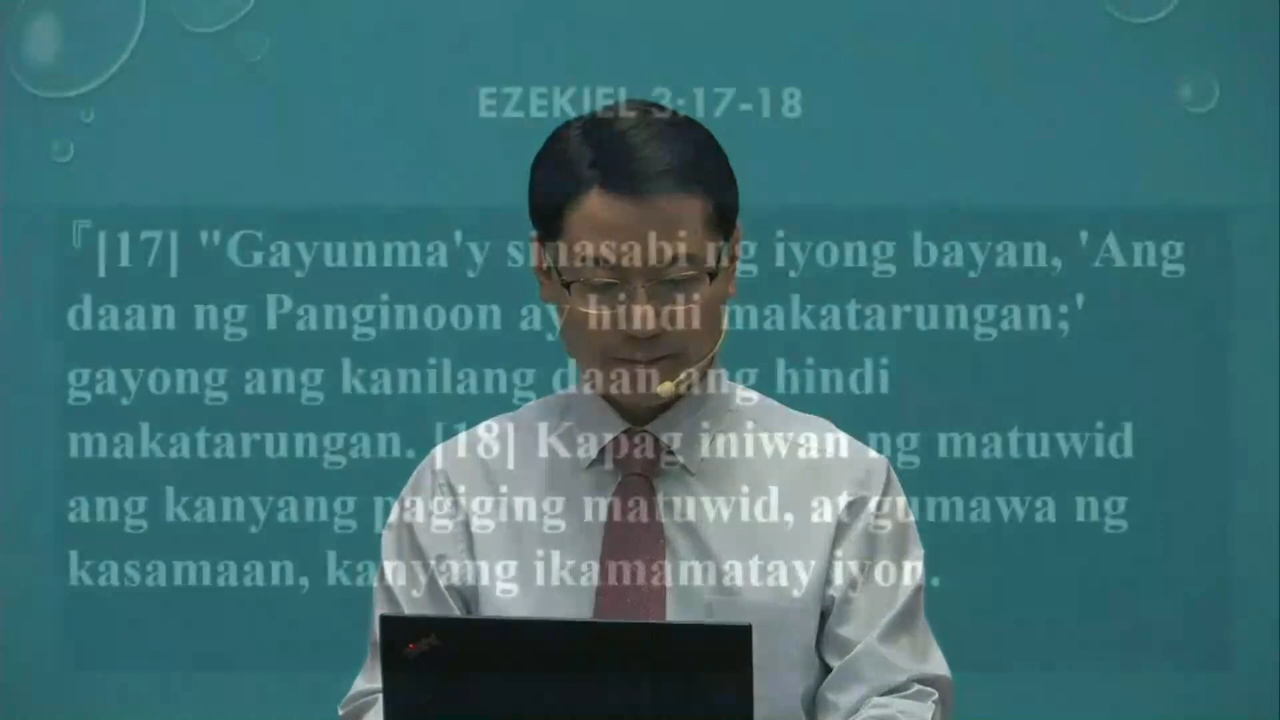 EZEKIEL 3:17-18
『[17] "Gayunma'y sinasabi ng iyong bayan, 'Ang
daan ng Panginoon ay hindi makatarungan;'
gayong ang kanilang daan ang hindi
makatarungan. [18] Kapag iniwan ng matuwid
ang kanyang pagiging matuwid, at gumawa ng
kasamaan, kanyang ikamamatay iyon.